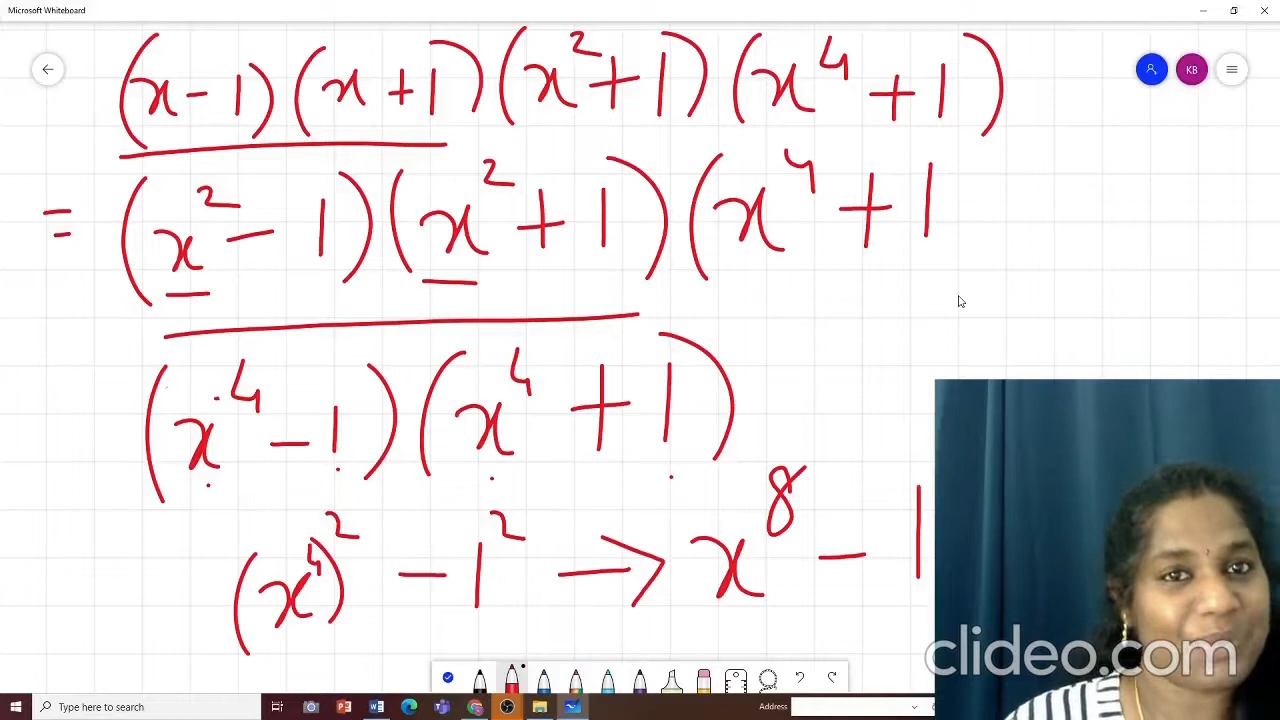 Microsoft Whiteboard
(x-1)(x+1)(x²+1)(x⁴+1)
KB
= (x²-1)(x²+1)(x⁴+1
(x⁴-1)(x⁴+1)
(x⁴)² - 1² → x⁸ - 1
clideo.com
Type here to search
Address